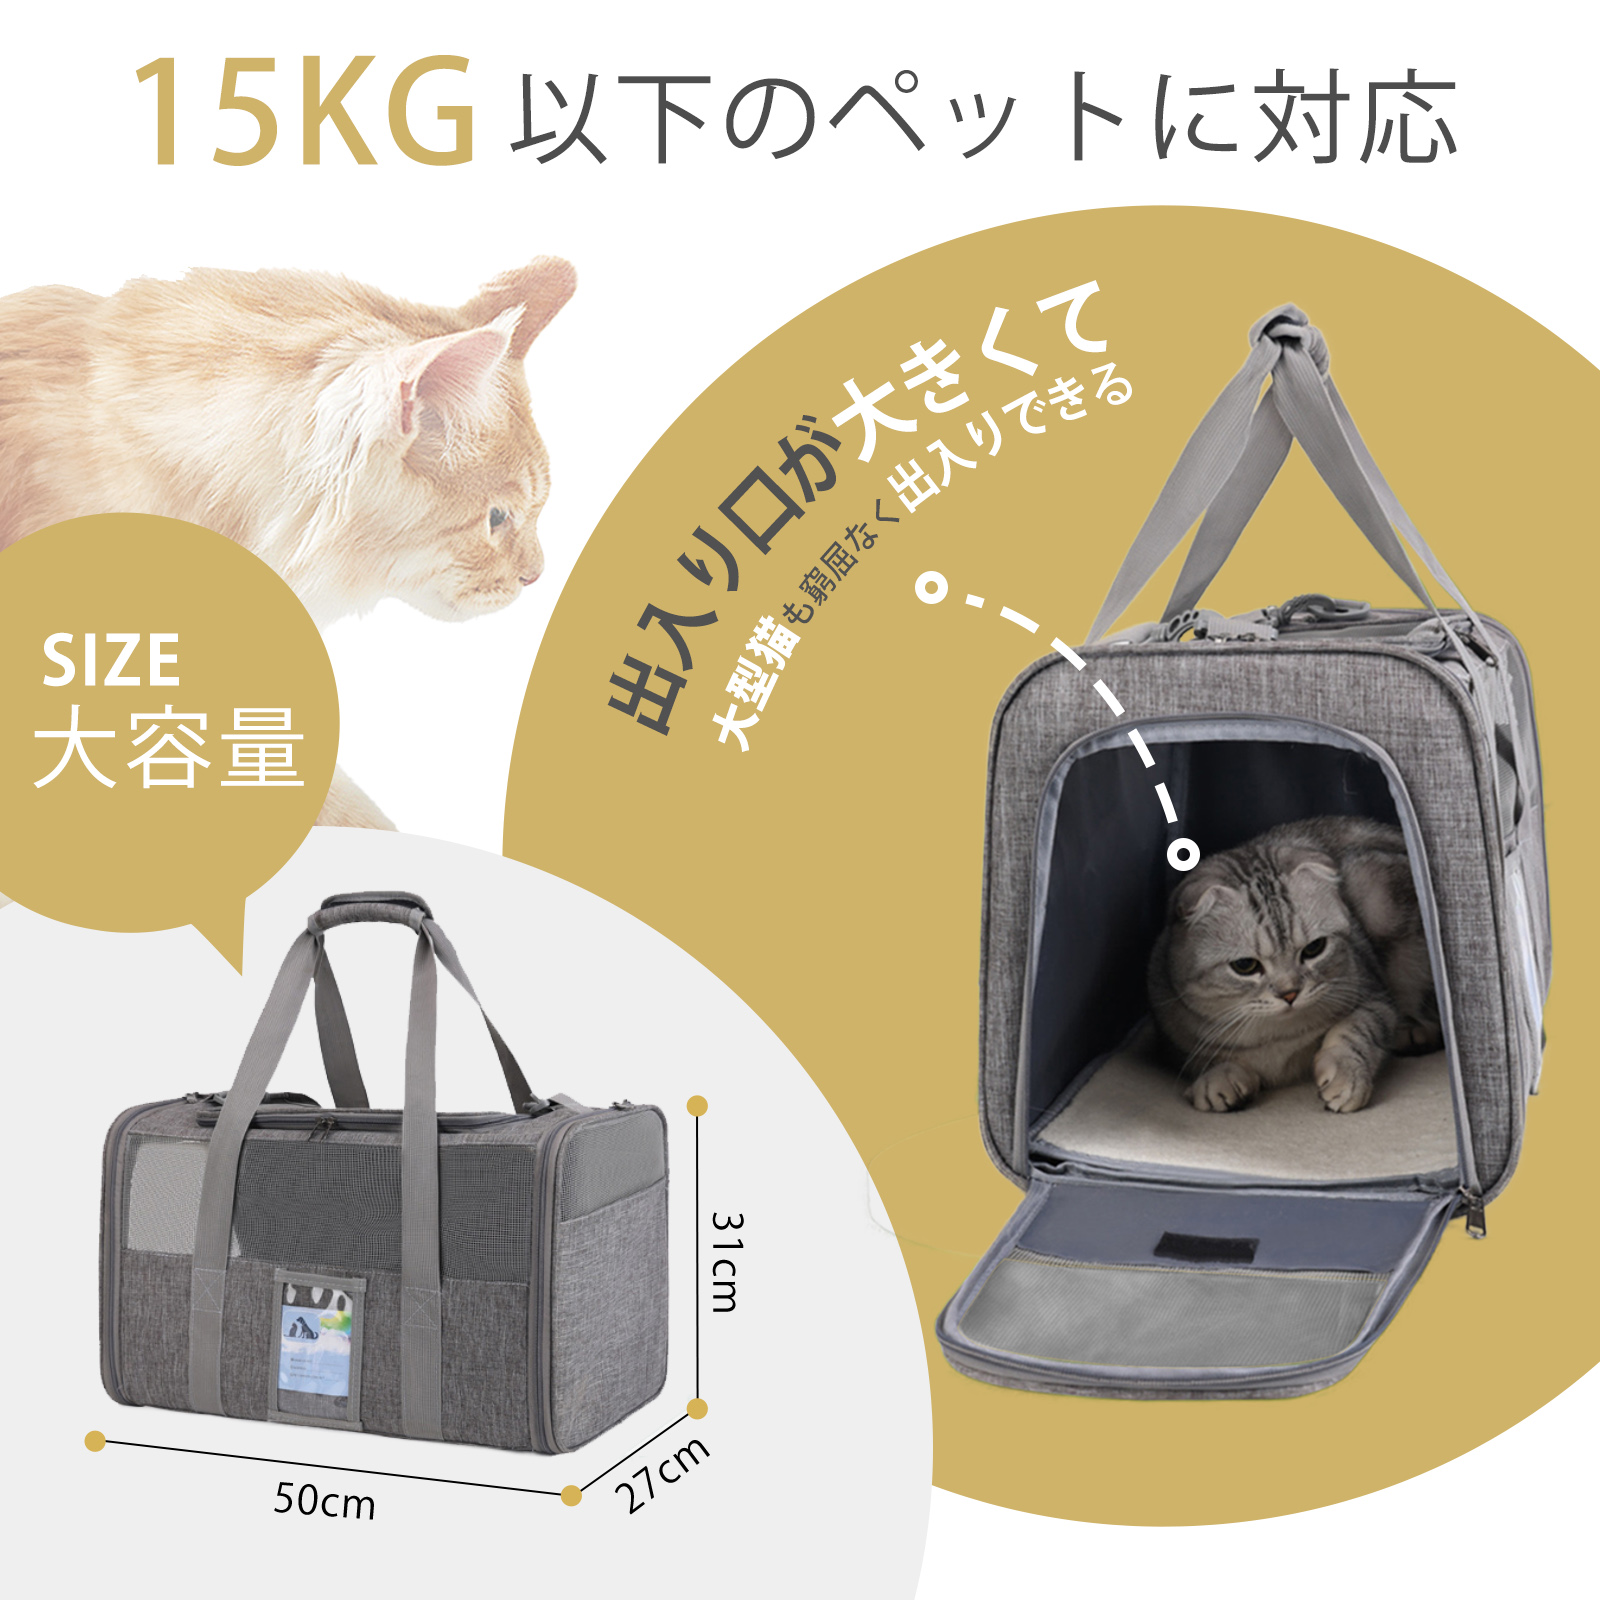 15KG 以下のペットに対応
出入り口が大きくて
大型猫も窮屈なく出入りできる
SIZE
大容量
31cm
27cm
50cm